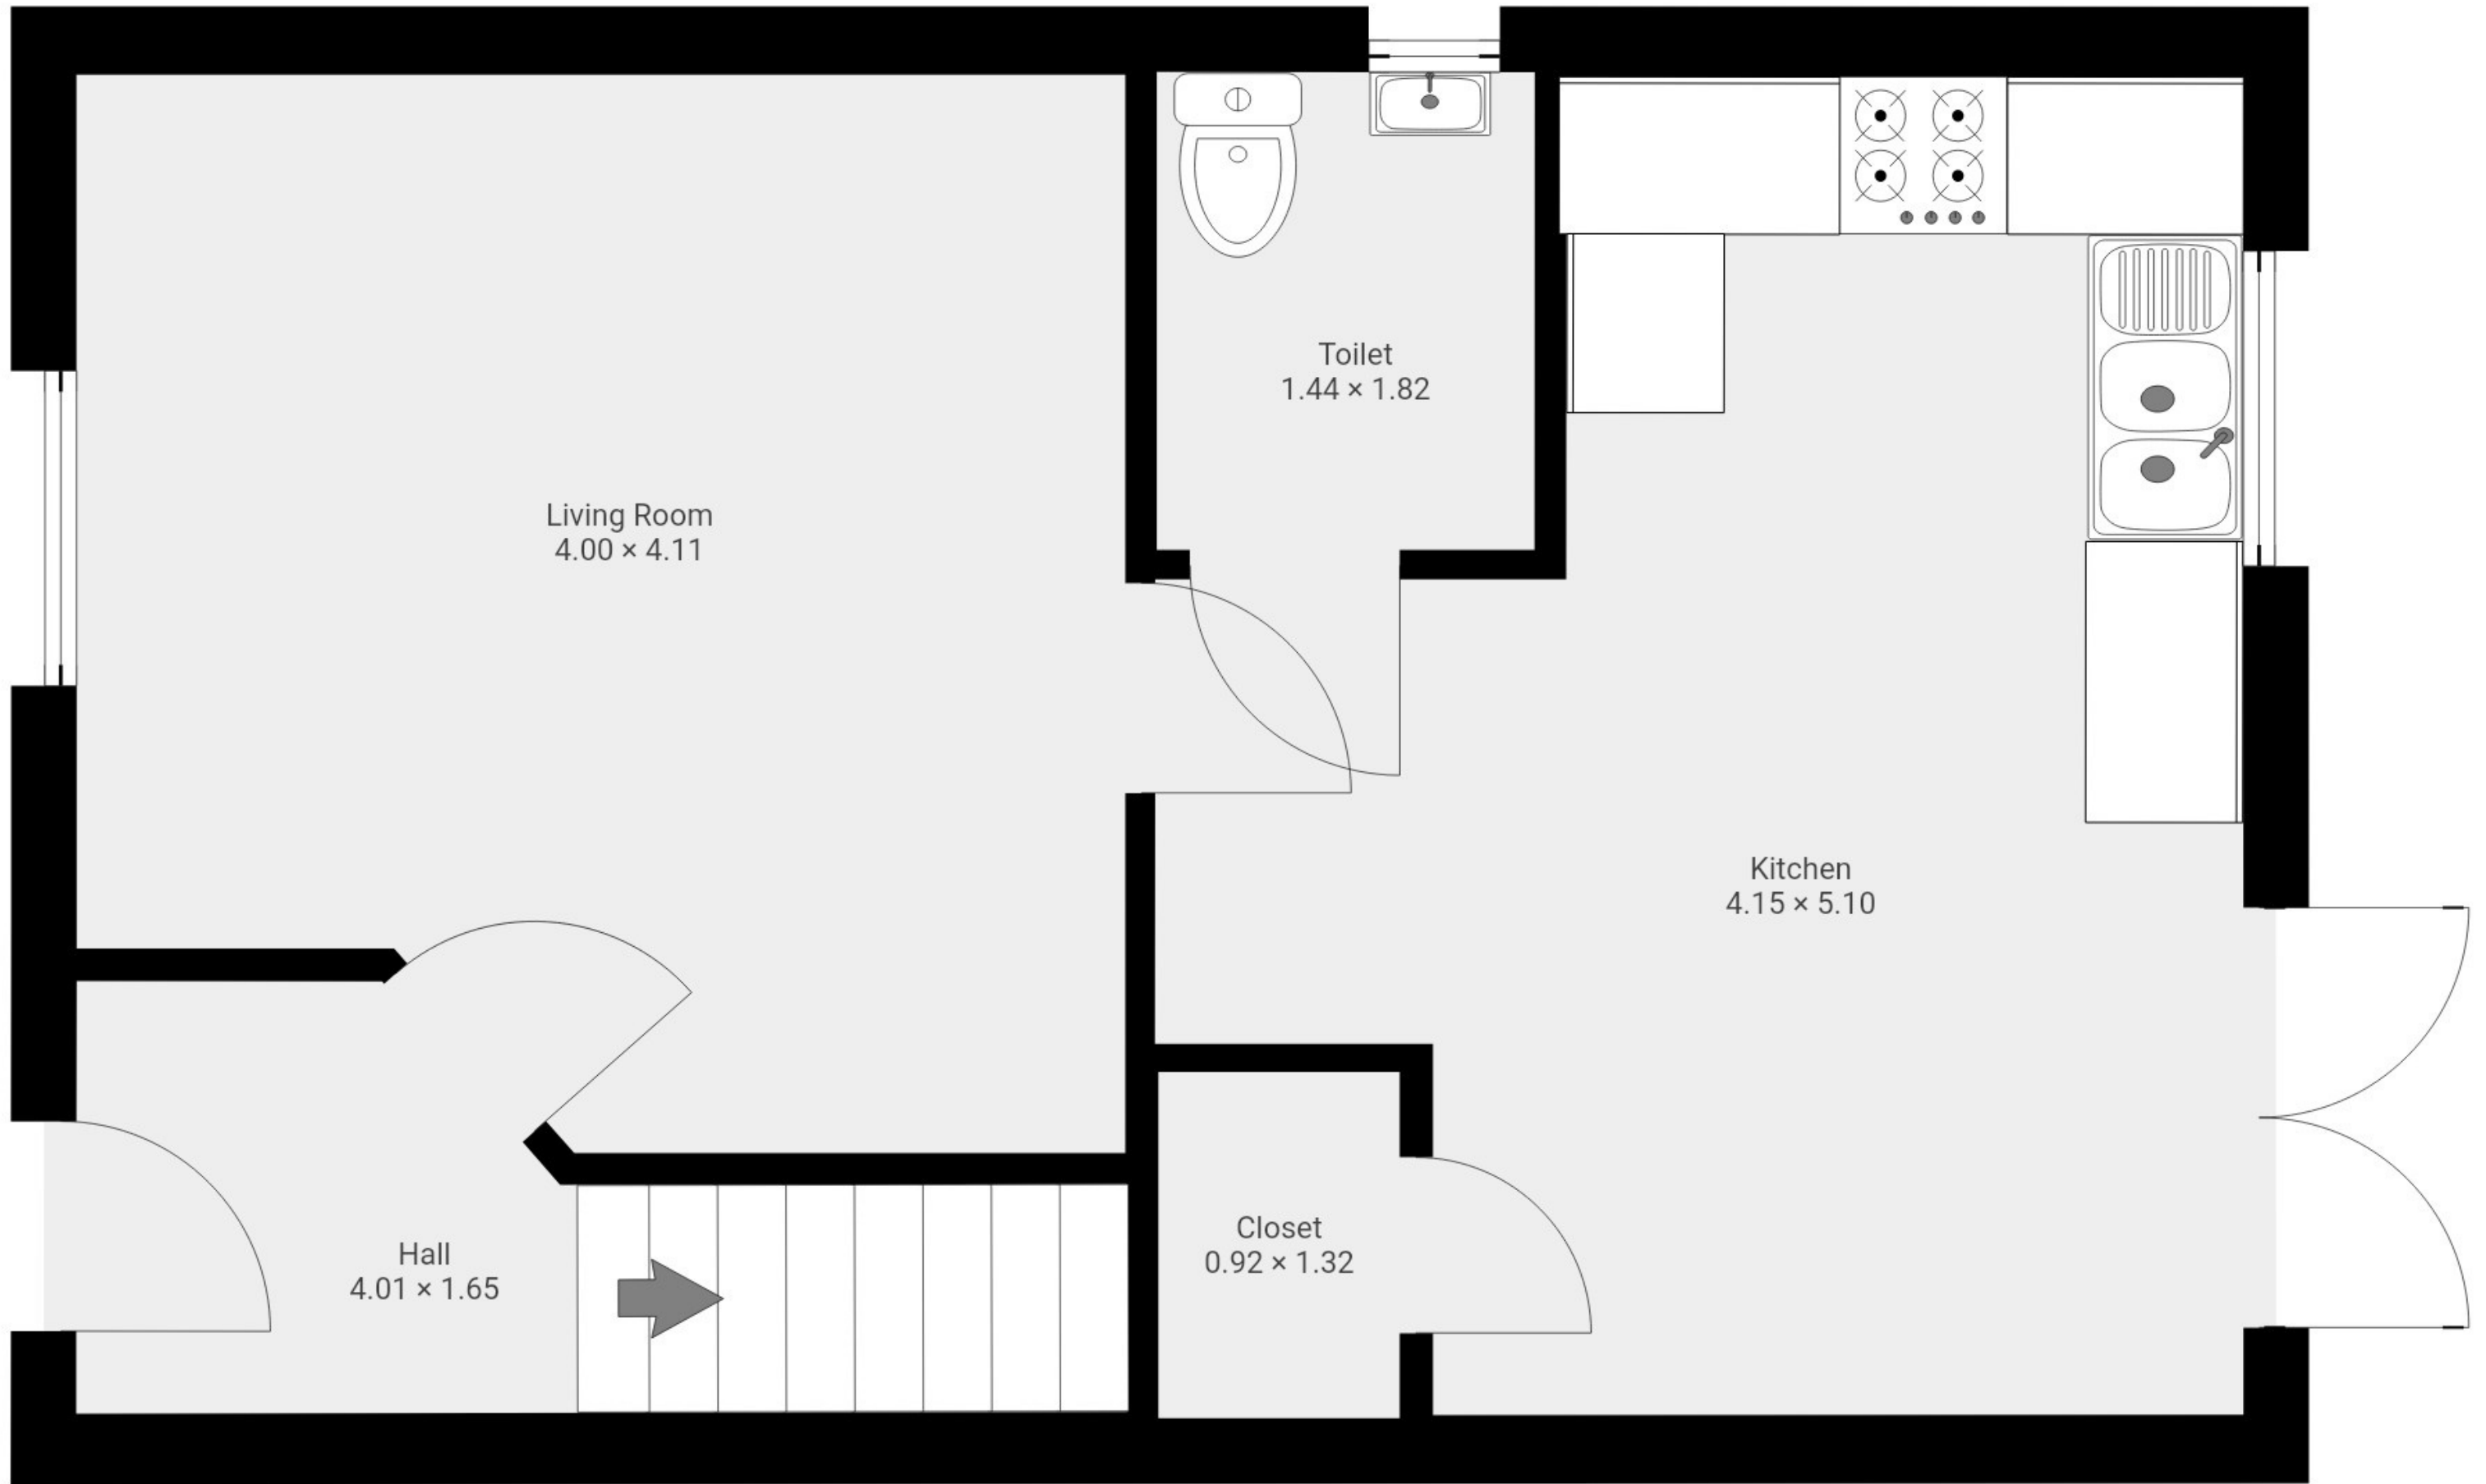 Toilet
1.44 × 1.82
Living Room
4.00 × 4.11
Kitchen
4.15 × 5.10
Closet
0.92 × 1.32
Hall
4.01 × 1.65